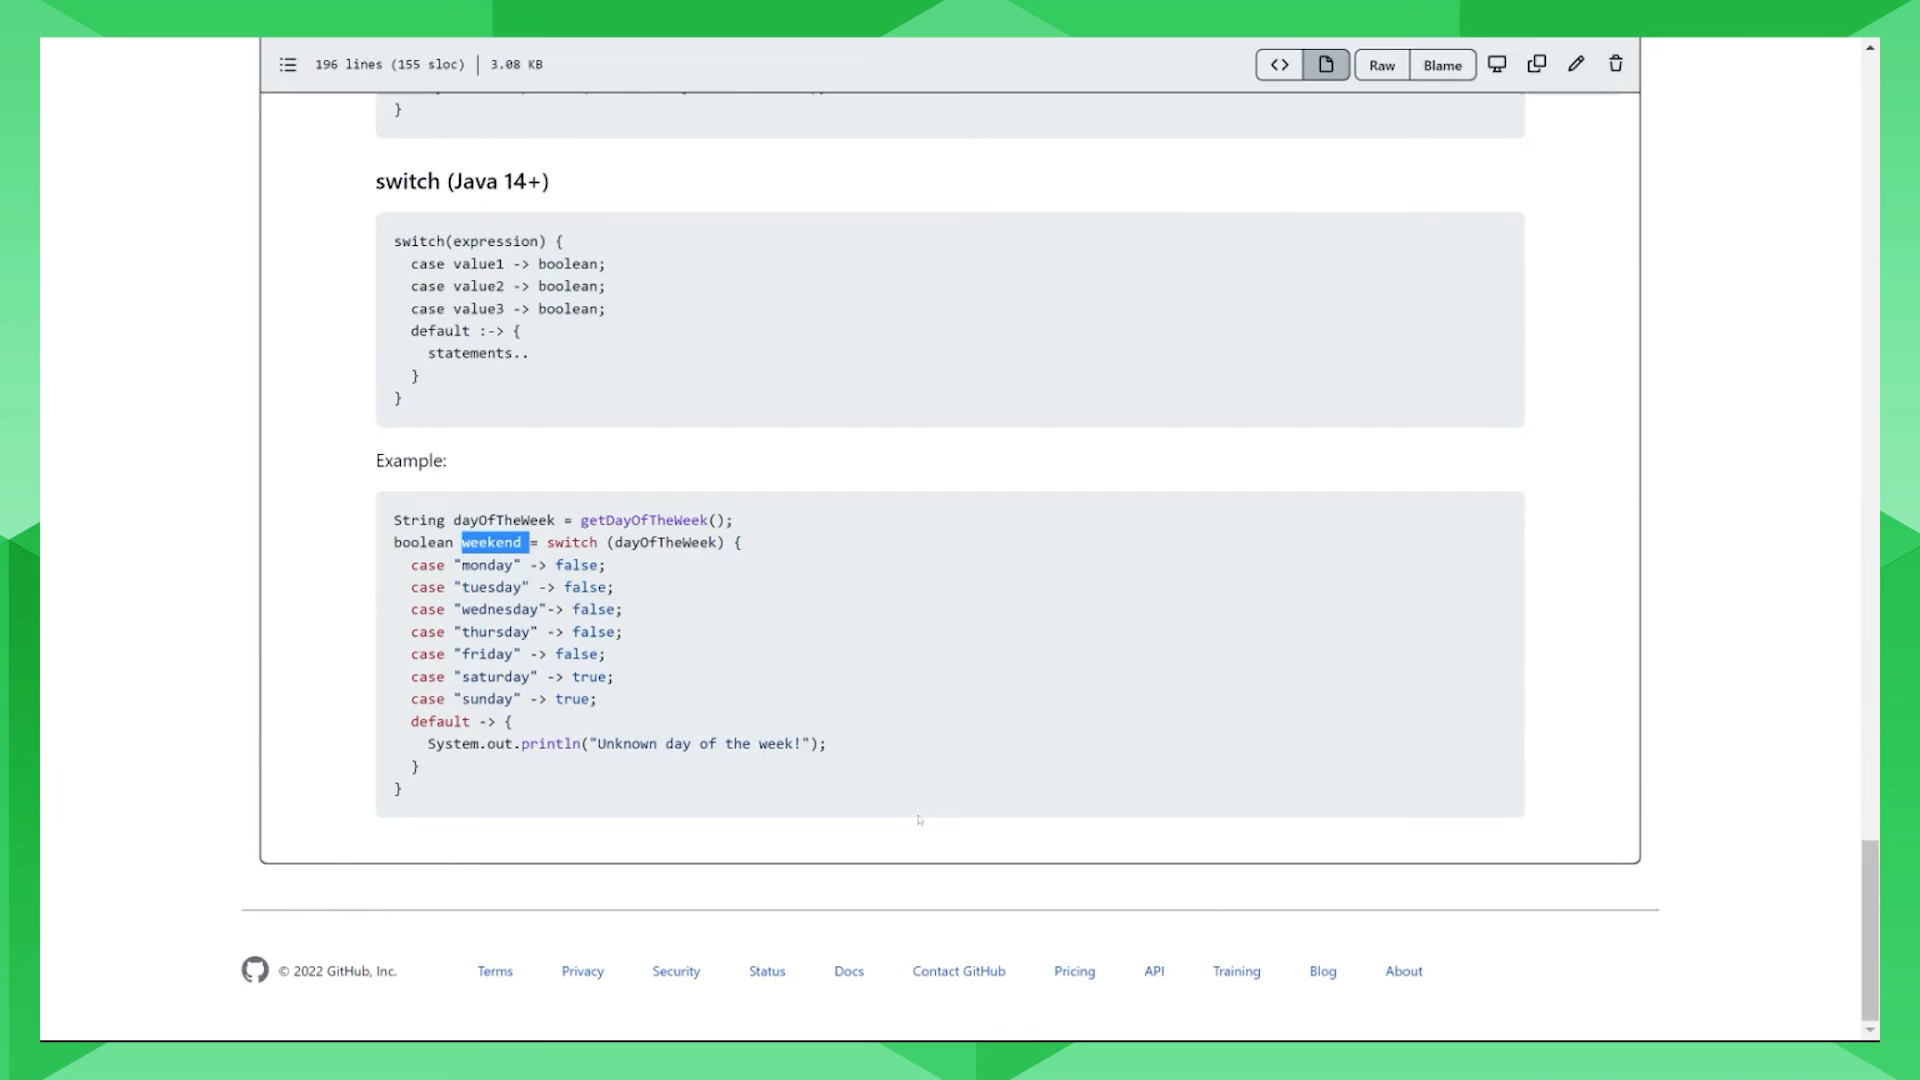 196 lines (155 sloc) | 3.08 KB
Raw
Blame
}
switch (Java 14+)
switch(expression) {
  case value1 -> boolean;
  case value2 -> boolean;
  case value3 -> boolean;
  default :-> {
    statements..
  }
}
Example:
String dayOfTheWeek = getDayOfTheWeek();
boolean weekend = switch (dayOfTheWeek) {
  case "monday" -> false;
  case "tuesday" -> false;
  case "wednesday"-> false;
  case "thursday" -> false;
  case "friday" -> false;
  case "saturday" -> true;
  case "sunday" -> true;
  default -> {
    System.out.println("Unknown day of the week!");
  }
}
© 2022 GitHub, Inc. Terms Privacy Security Status Docs Contact GitHub Pricing API Training Blog About